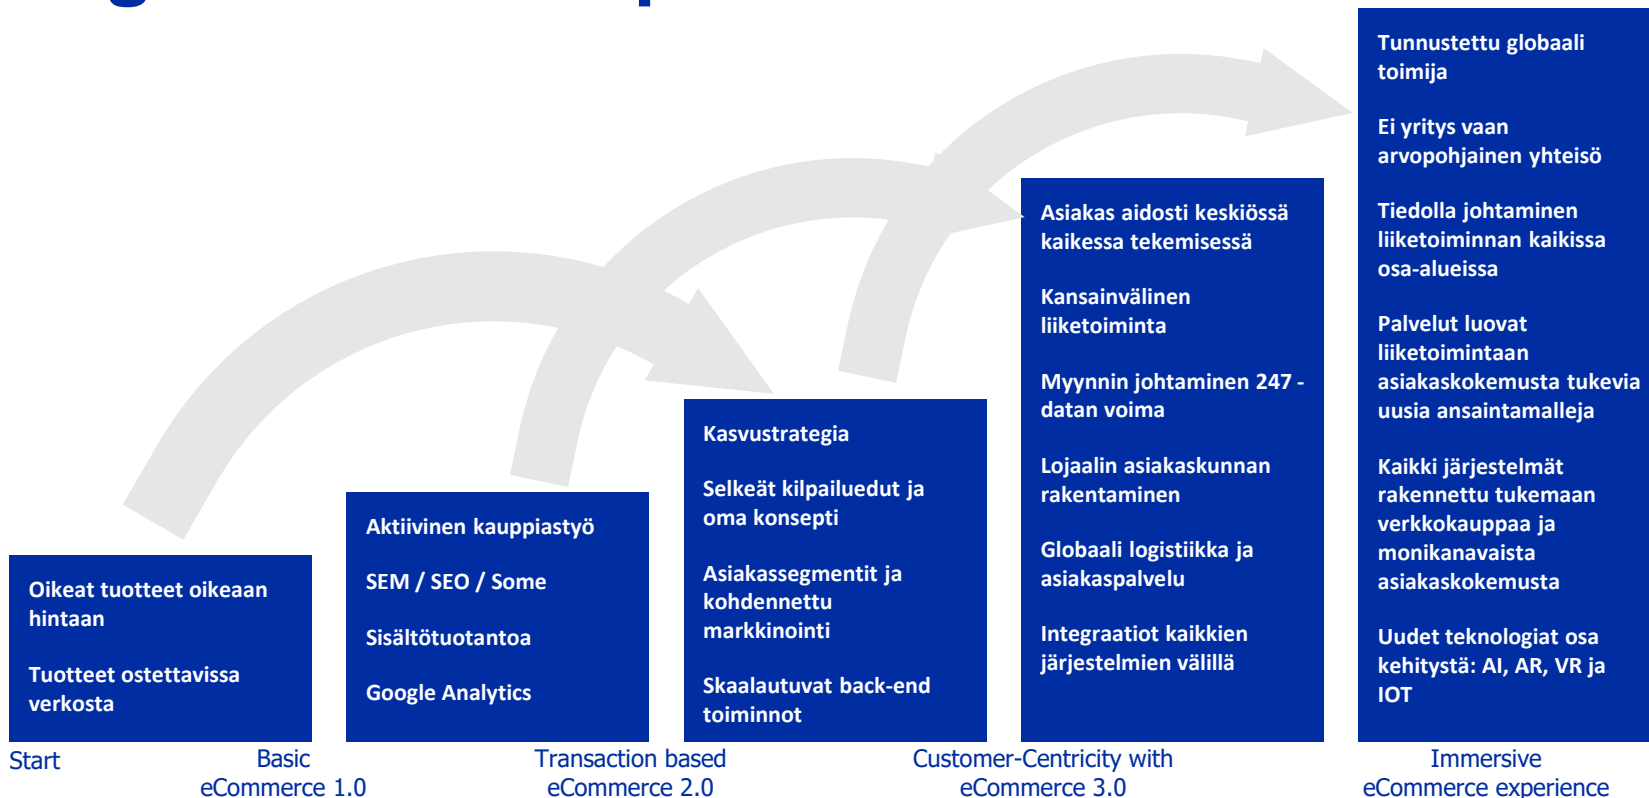 Oikeat tuotteet oikeaan
hintaan
Tuotteet ostettavissa
verkosta
Aktiivinen kauppiastyö
SEM / SEO / Some
Sisältötuotantoa
Google Analytics
Kasvustrategia
Selkeät kilpailuedut ja
oma konsepti
Asiakassegmentit ja
kohdennettu
markkinointi
Skaalautuvat back-end
toiminnot
Asiakas aidosti keskiössä
kaikessa tekemisessä
Kansainvälinen
liiketoiminta
Myynnin johtaminen 247 -
datan voima
Lojaalin asiakaskunnan
rakentaminen
Globaali logistiikka ja
asiakaspalvelu
Integraatiot kaikkien
järjestelmien välillä
Tunnustettu globaali
toimija
Ei yritys vaan
arvopohjainen yhteisö
Tiedolla johtaminen
liiketoiminnan kaikissa
osa-alueissa
Palvelut luovat
liiketoimintaan
asiakaskokemusta tukevia
uusia ansaintamalleja
Kaikki järjestelmät
rakennettu tukemaan
verkkokauppaa ja
monikanavaista
asiakaskokemusta
Uudet teknologiat osa
kehitystä: AI, AR, VR ja
IOT
Start
Basic
eCommerce 1.0
Transaction based
eCommerce 2.0
Customer-Centricity with
eCommerce 3.0
Immersive
eCommerce experience